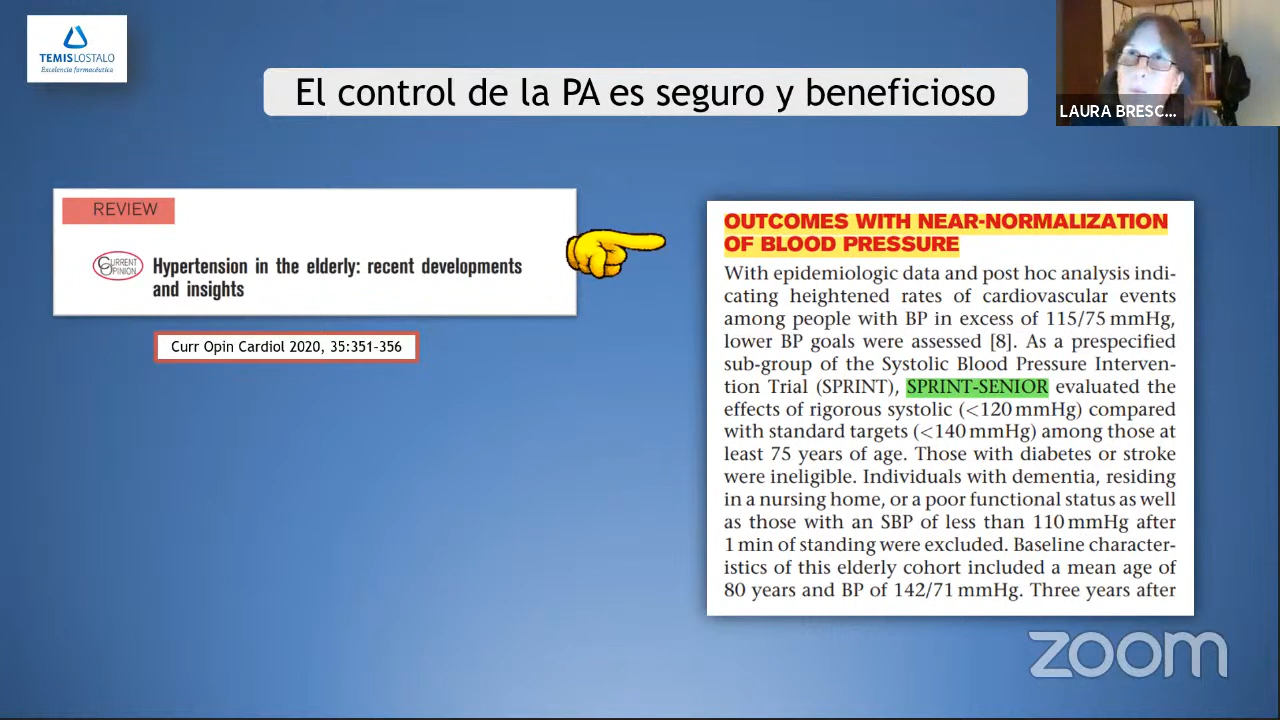 TEMISLOSTALO
Excelencia farmacéutica
El control de la PA es seguro y beneficioso
LAURA BRESC...
REVIEW
CURRENT
OPINION
Hypertension in the elderly: recent developments
and insights
Curr Opin Cardiol 2020, 35:351–356
OUTCOMES WITH NEAR-NORMALIZATION
OF BLOOD PRESSURE
With epidemiologic data and post hoc analysis indi-
cating heightened rates of cardiovascular events
among people with BP in excess of 115/75 mmHg,
lower BP goals were assessed [8]. As a prespecified
sub-group of the Systolic Blood Pressure Interven-
tion Trial (SPRINT), SPRINT-SENIOR evaluated the
effects of rigorous systolic (<120 mmHg) compared
with standard targets (<140 mmHg) among those at
least 75 years of age. Those with diabetes or stroke
were ineligible. Individuals with dementia, residing
in a nursing home, or a poor functional status as well
as those with an SBP of less than 110 mmHg after
1 min of standing were excluded. Baseline character-
istics of this elderly cohort included a mean age of
80 years and BP of 142/71 mmHg. Three years after
zoom